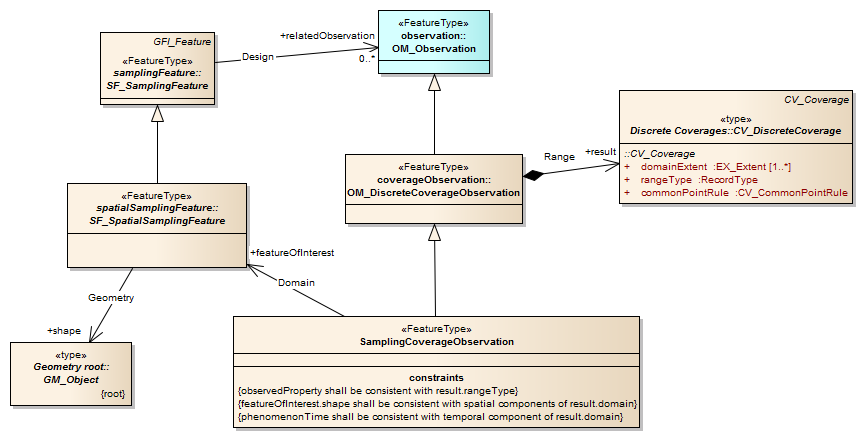 GFI_Feature
«FeatureType»
samplingFeature::
SF_SamplingFeature
Design
+relatedObservation
0..*
«FeatureType»
observation::
OM_Observation
CV_Coverage
«type»
Discrete Coverages::CV_DiscreteCoverage
::CV_Coverage
+ domainExtent :EX_Extent [1..*]
+ rangeType :RecordType
+ commonPointRule :CV_CommonPointRule
Range
+result
«FeatureType»
coverageObservation::
OM_DiscreteCoverageObservation
«FeatureType»
spatialSamplingFeature::
SF_SpatialSamplingFeature
+featureOfInterest
Domain
Geometry
+shape
«type»
Geometry root::
GM_Object
{root}
«FeatureType»
SamplingCoverageObservation
constraints
{observedProperty shall be consistent with result.rangeType}
{featureOfInterest.shape shall be consistent with spatial components of result.domain}
{phenomenonTime shall be consistent with temporal component of result.domain}